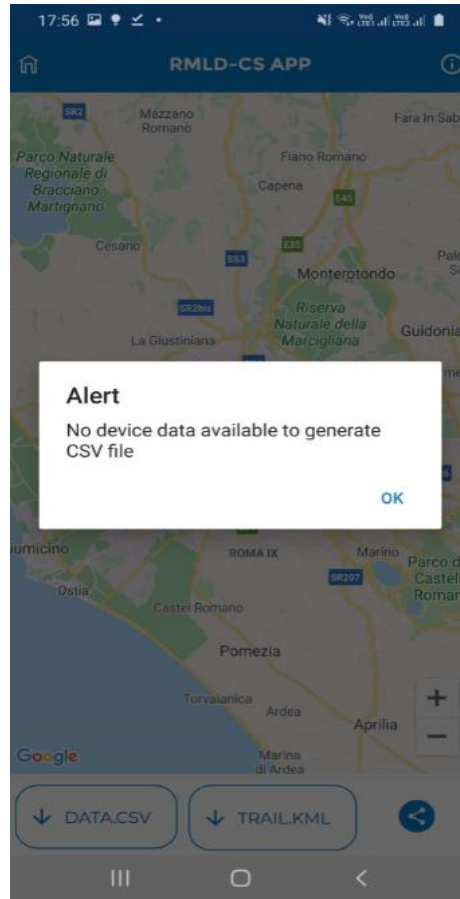 17:56
RMLD-CS APP
SR2
Mazzano
Romano
Fara In Sab
Parco Naturale
Regionale di
Bracciano
Martignano
Fiano Romano
Capena
E45
Cesano
E35
SS3
Monterotondo
SR2bis
Riserva
Naturale della
Marcigliana
La Giustiniana
Guidonia
Alert
No device data available to generate
CSV file
OK
iumicino
ROMA IX
Marino
Parco d
Castel
Roman
SR207
Ostia
Castel Romano
Pomezia
Torvaianica
Ardea
Aprilia
+
−
Google
Marina
di Ardea
DATA.CSV
TRAIL.KML